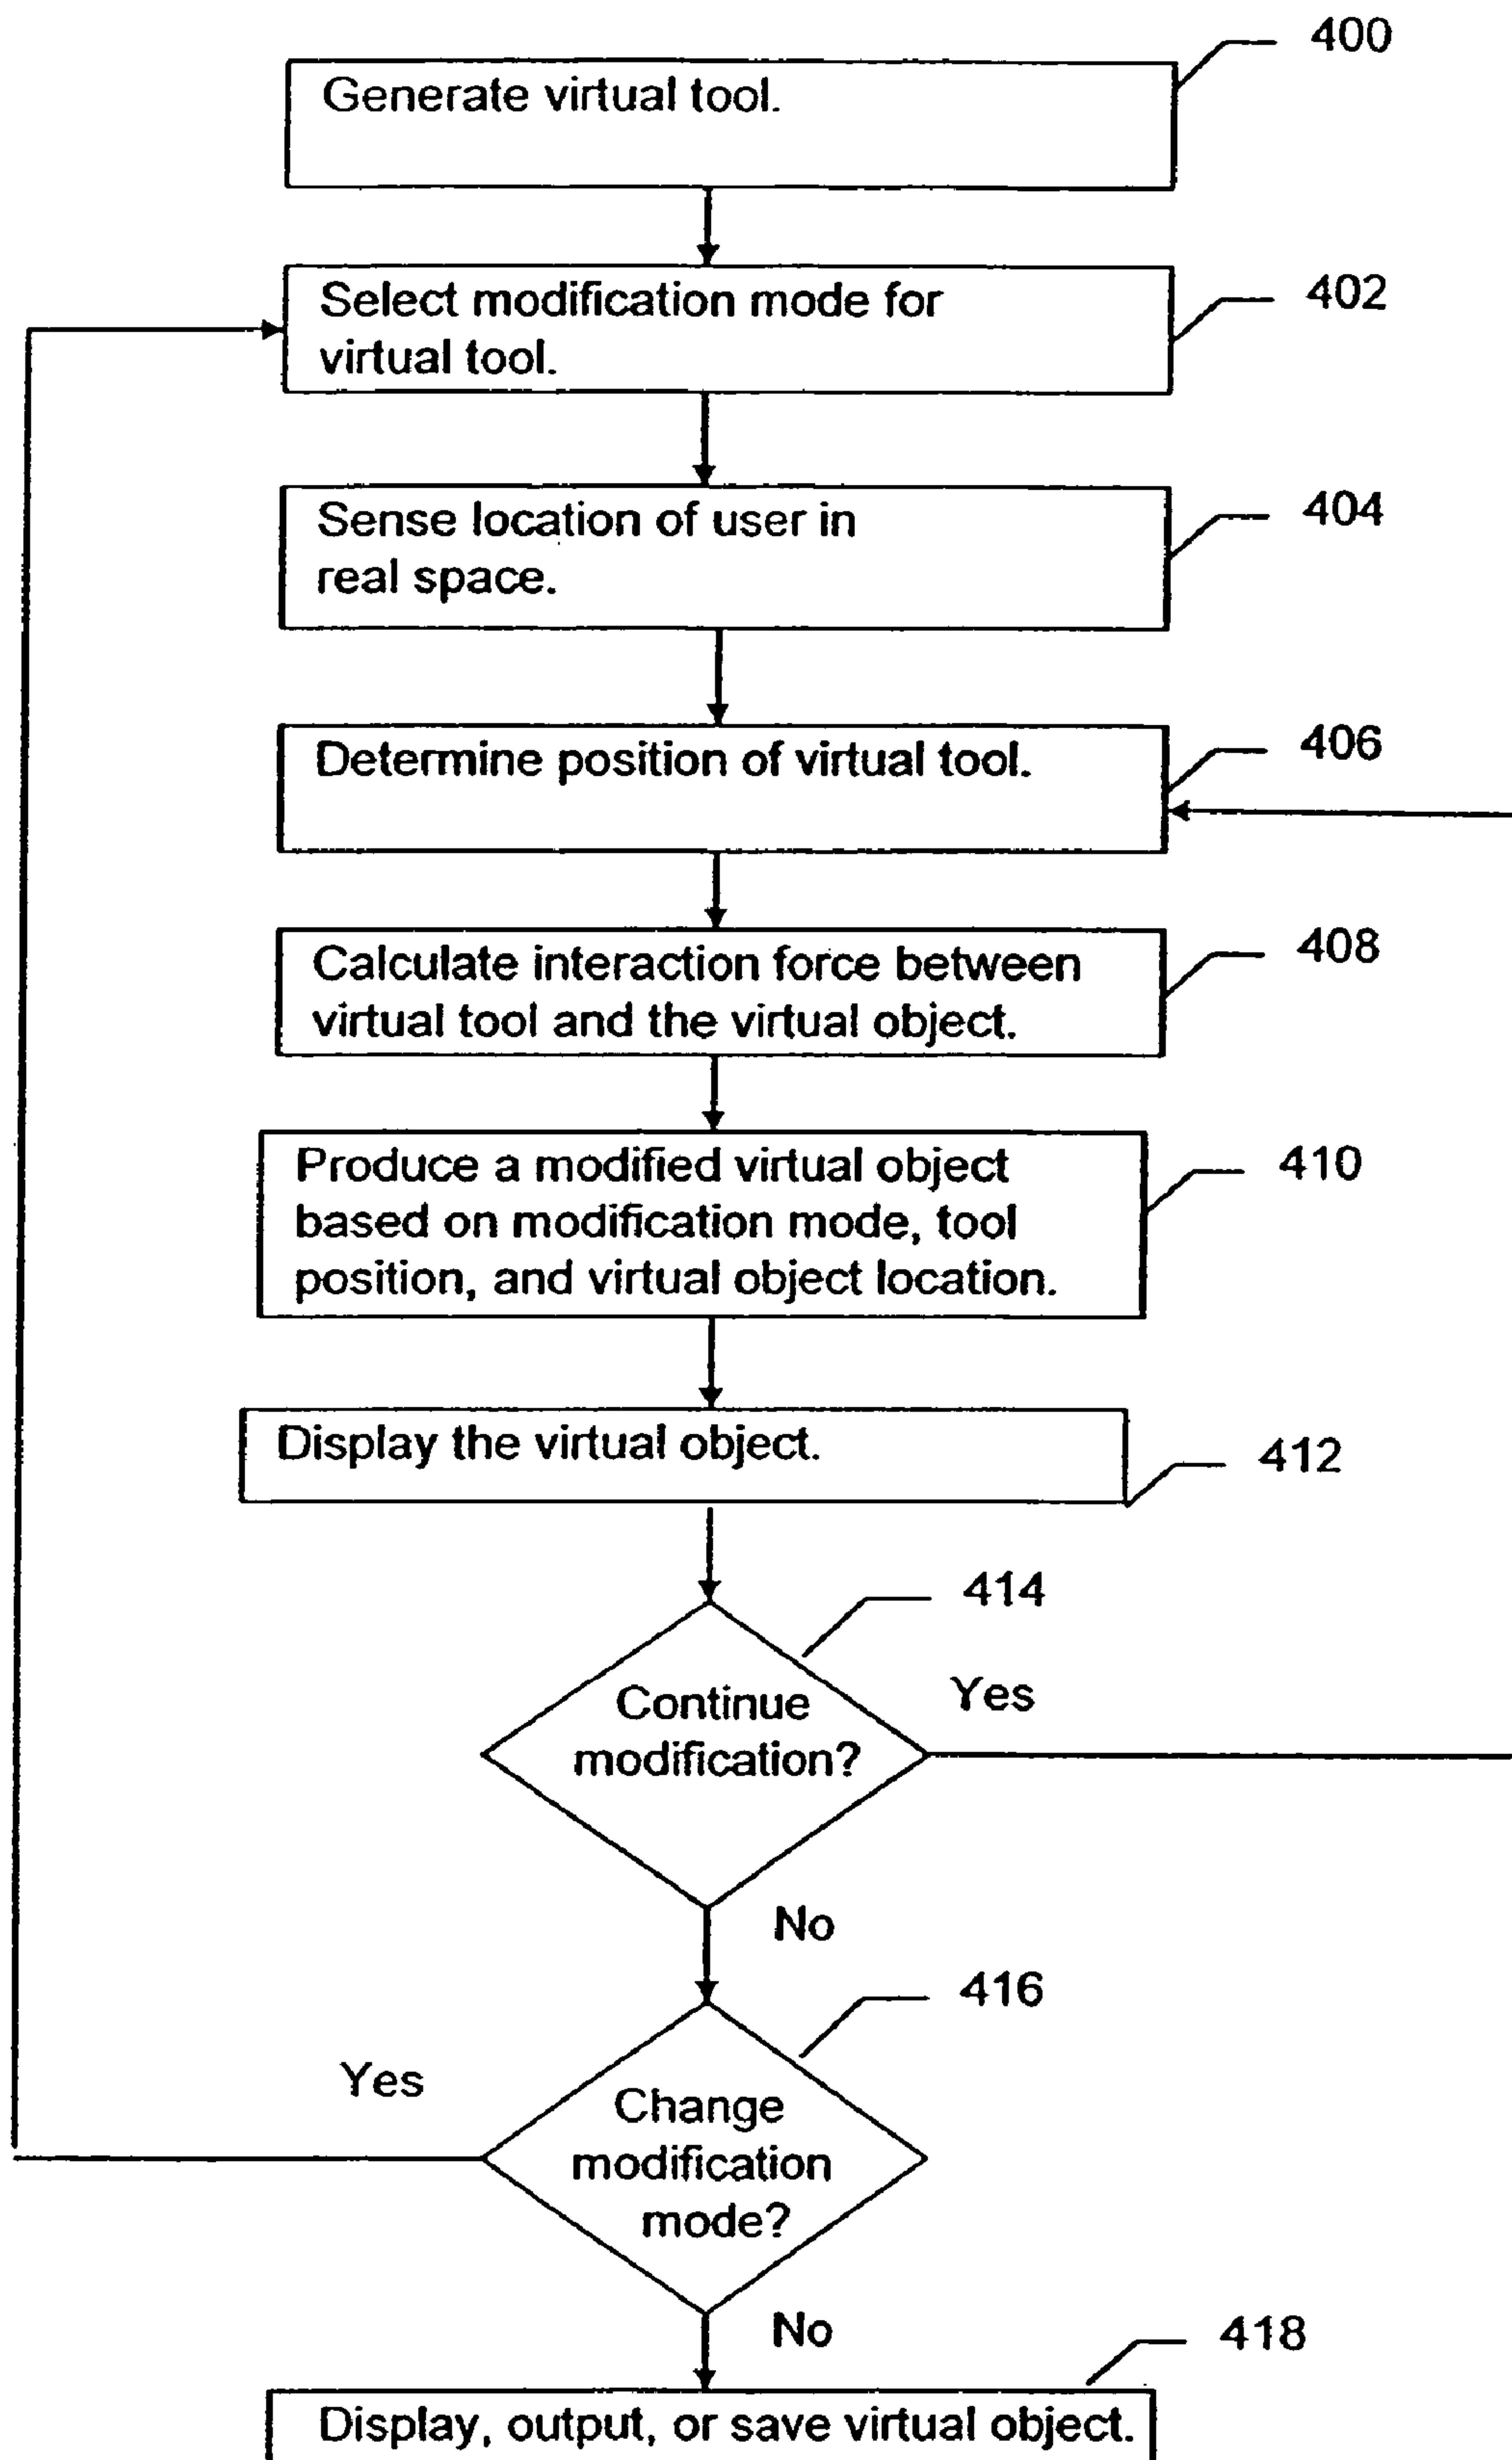 400
Generate virtual tool.
402
Select modification mode for
virtual tool.
404
Sense location of user in
real space.
406
Determine position of virtual tool.
408
Calculate interaction force between
virtual tool and the virtual object.
410
Produce a modified virtual object
based on modification mode, tool
position, and virtual object location.
Display the virtual object.
412
414
Continue
modification?
Yes
No
416
Yes
Change
modification
mode?
No
418
Display, output, or save virtual object.